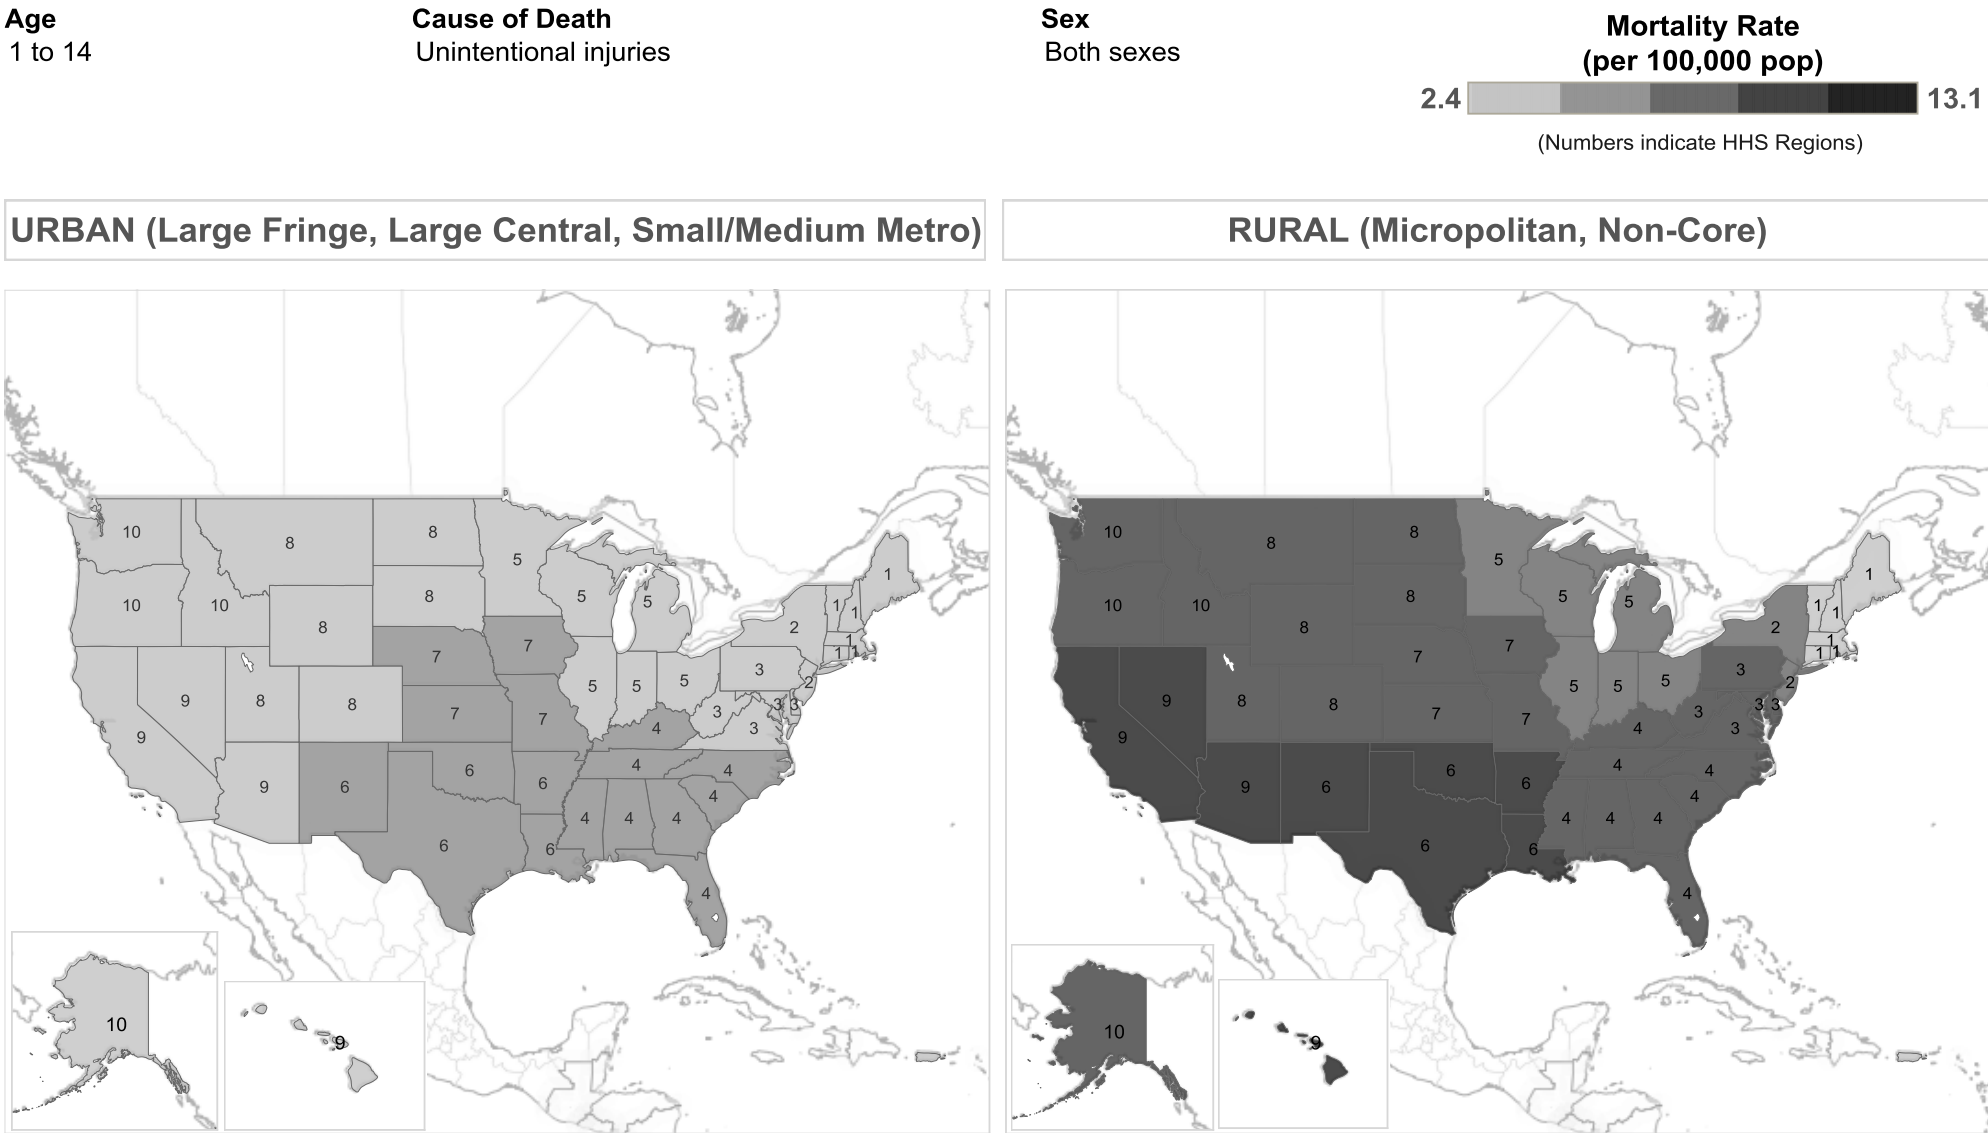 Age
1 to 14
Cause of Death
Unintentional injuries
Sex
Both sexes
Mortality Rate
(per 100,000 pop)
2.4 13.1
(Numbers indicate HHS Regions)
URBAN (Large Fringe, Large Central, Small/Medium Metro)
10 8 8 5
1
10 10 8 8 5 5 1 1
7 7 2 1
3 1 1
9 8 8 7 7 5 5 5 3 3 3 2
9 4 3
9 6 6 6 4 4
6 6 4 4 4 4
4
10
9
RURAL (Micropolitan, Non-Core)
10 8 8 5
1
10 10 8 8 5 5 1 1
7 7 2 1
3 1 1
9 8 8 7 7 5 5 5 3 3 3 2
9 4 3
9 6 6 6 4 4
6 6 4 4 4 4
4
10
9